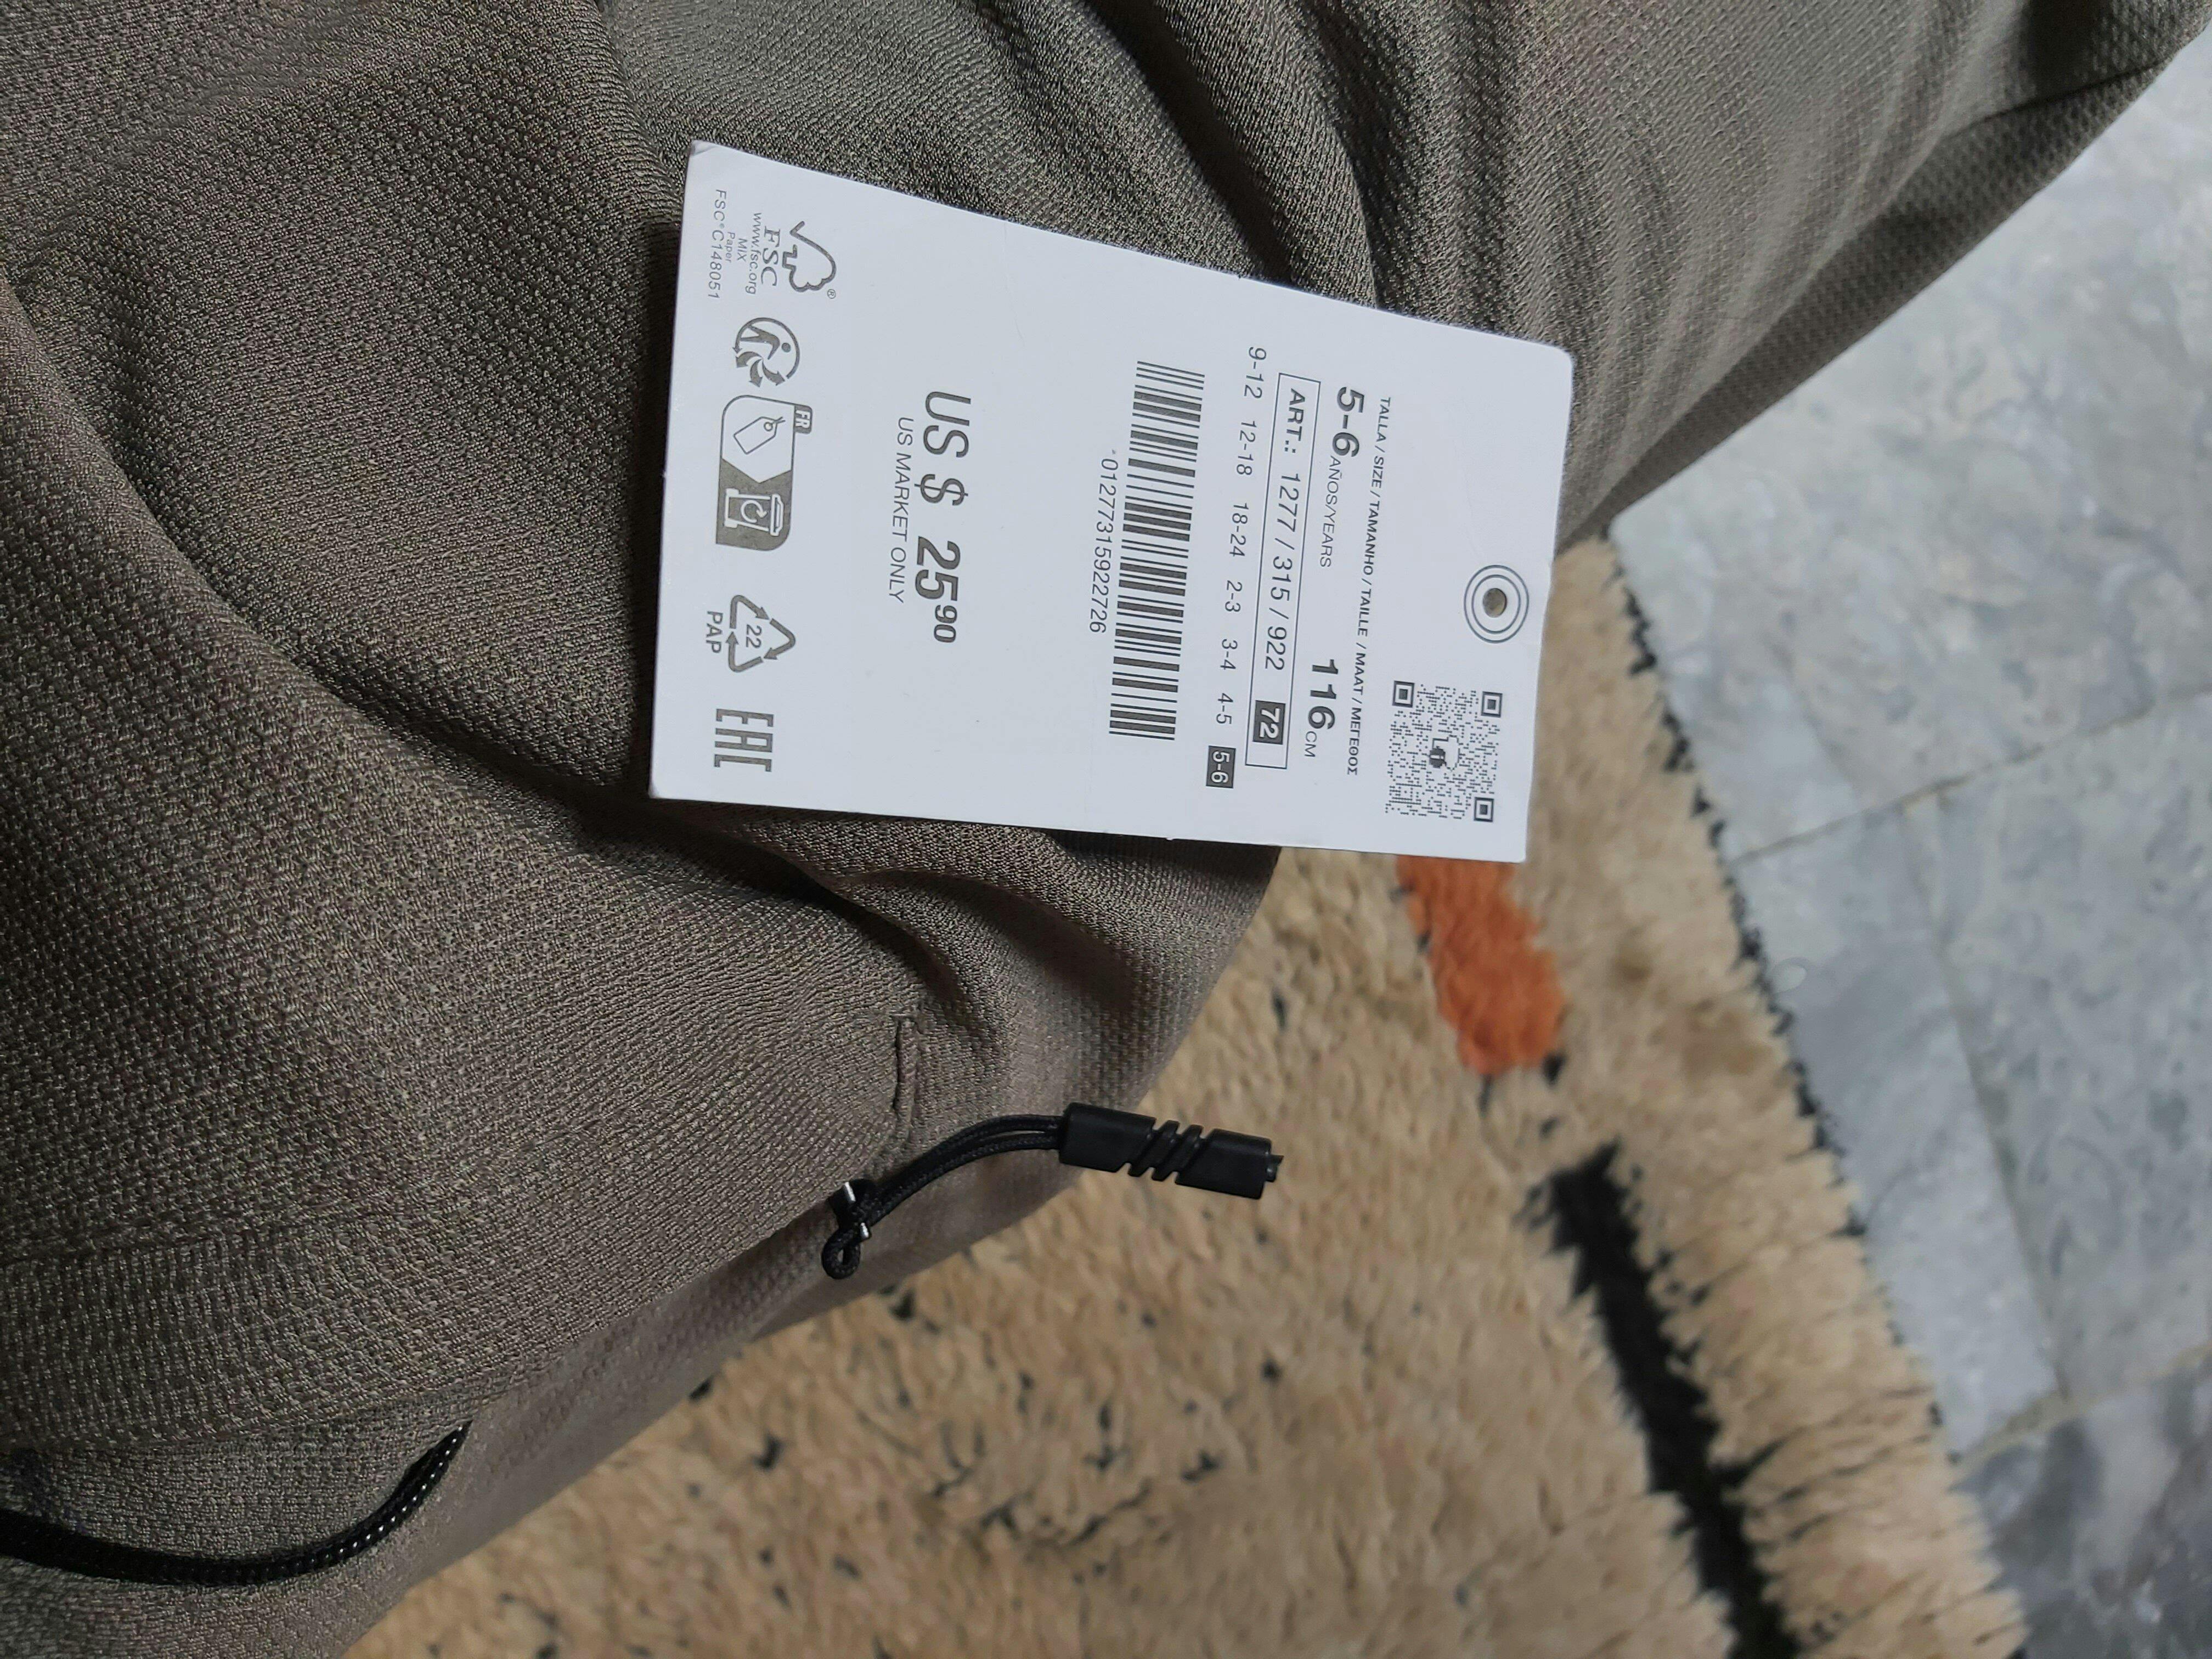 TALLA / SIZE / TAMANHO / TAILLE / MAAT / ΜΕΓΕΘΟΣ
5-6 AÑOS/YEARS 116 CM
ART.: 1277 / 315 / 922 72
9-12 12-18 18-24 2-3 3-4 4-5 5-6
01277315922726
US $ 25⁹⁰
US MARKET ONLY
®
FSC
www.fsc.org
MIX
Paper
FSC® C148051
FR
22
PAP
EAC